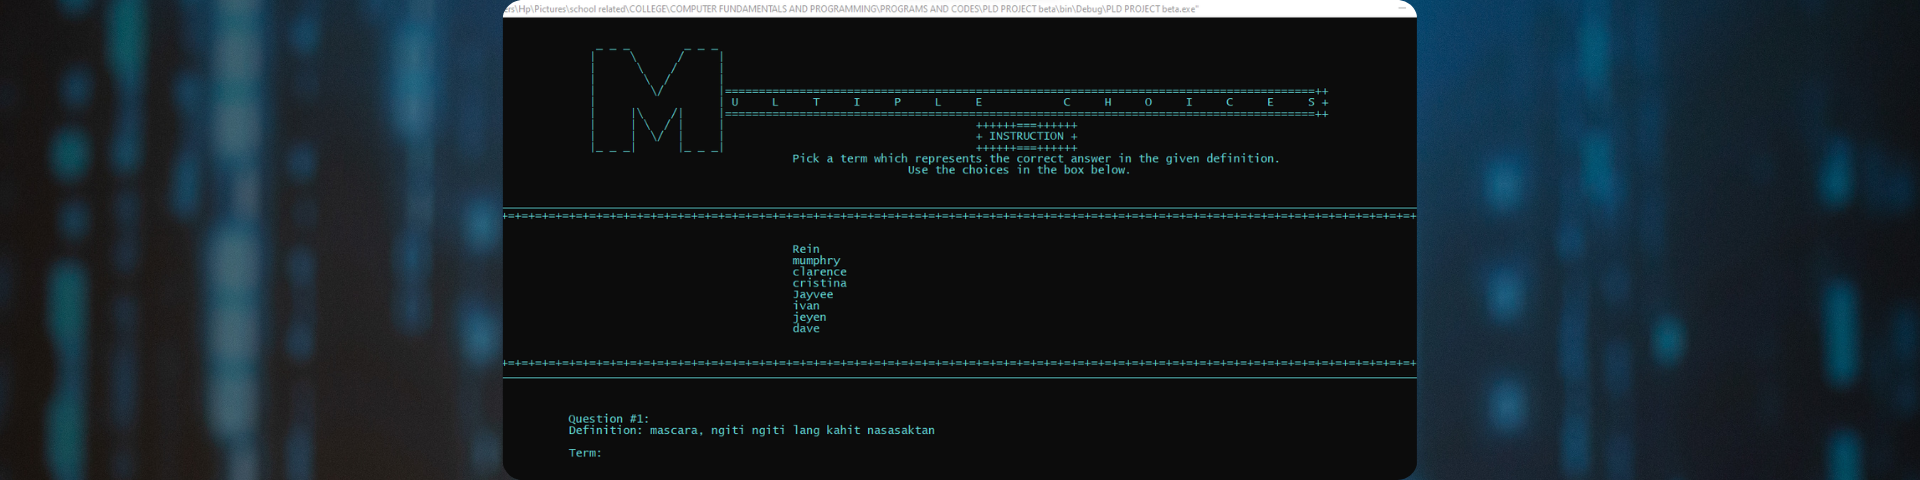 ers\Hp\Pictures\school related\COLLEGE\COMPUTER FUNDAMENTALS AND PROGRAMMING\PROGRAMS AND CODES\PLD PROJECT beta\bin\Debug\PLD PROJECT beta.exe"
M U L T I P L E C H O I C E S
+ INSTRUCTION +
Pick a term which represents the correct answer in the given definition.
Use the choices in the box below.
Rein
mumphry
clarence
cristina
Jayvee
ivan
jeyen
dave
Question #1:
Definition: mascara, ngiti ngiti lang kahit nasasaktan
Term: